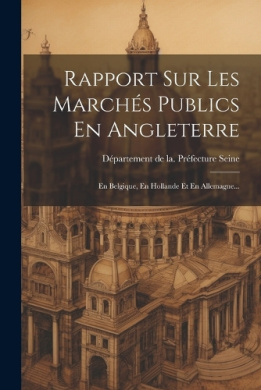 Rapport Sur Les
Marchés Publics
En Angleterre
Département de la. Préfecture Seine
En Belgique, En Hollande Et En Allemagne...